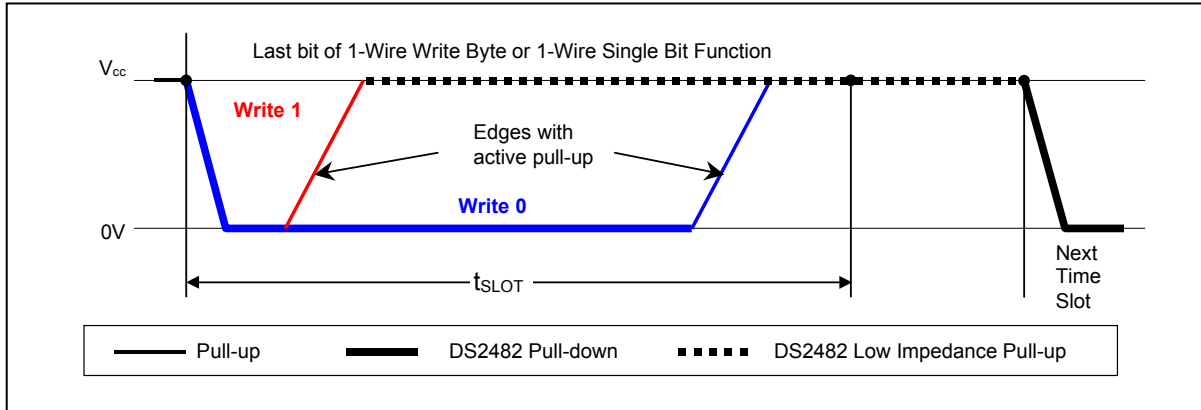 Last bit of 1-Wire Write Byte or 1-Wire Single Bit Function
Vcc
Write 1
Edges with
active pull-up
Write 0
0V
tSLOT
Next
Time
Slot
Pull-up
DS2482 Pull-down
DS2482 Low Impedance Pull-up